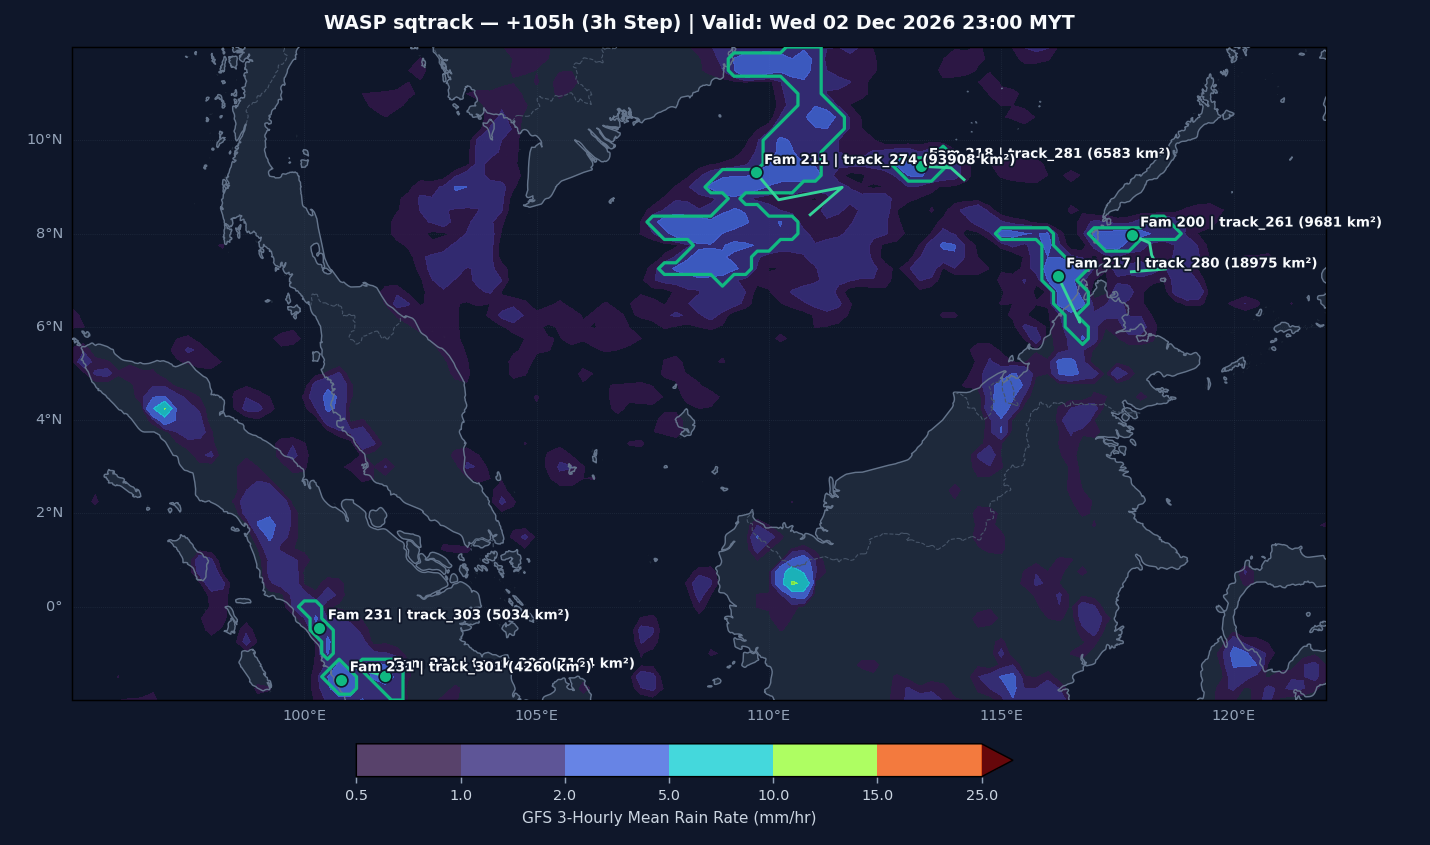 WASP sqtrack — +105h (3h Step) | Valid: Wed 02 Dec 2026 23:00 MYT
10°N
8°N
6°N
4°N
2°N
0°
Fam 211 | track_274 (93908 km²)
Fam 218 | track_281 (6583 km²)
Fam 200 | track_261 (9681 km²)
Fam 217 | track_280 (18975 km²)
Fam 231 | track_303 (5034 km²)
Fam 231 | track_301 (4260 km²)
km²)
100°E
105°E
110°E
115°E
120°E
0.5
1.0
2.0
5.0
10.0
15.0
25.0
GFS 3-Hourly Mean Rain Rate (mm/hr)